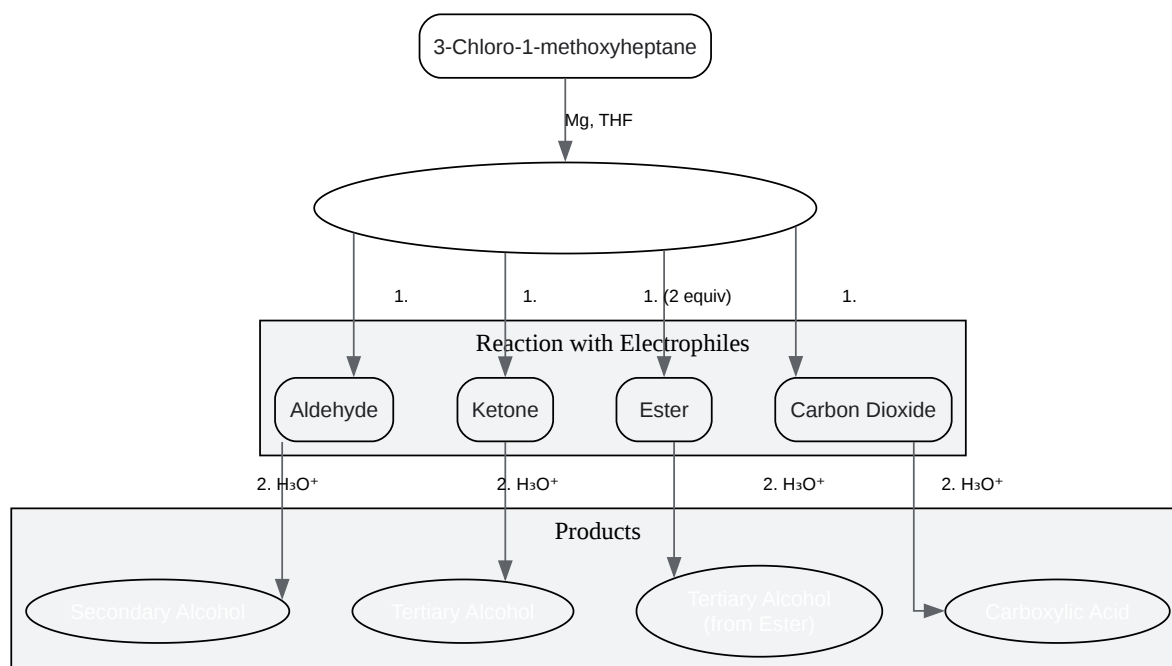 3-Chloro-1-methoxyheptane
Mg, THF
1.
1.
1. (2 equiv)
1.
Reaction with Electrophiles
Aldehyde
Ketone
Ester
Carbon Dioxide
2. H₃O⁺
2. H₃O⁺
2. H₃O⁺
2. H₃O⁺
Products
Secondary Alcohol
Tertiary Alcohol
Tertiary Alcohol
(from Ester)
Carboxylic Acid